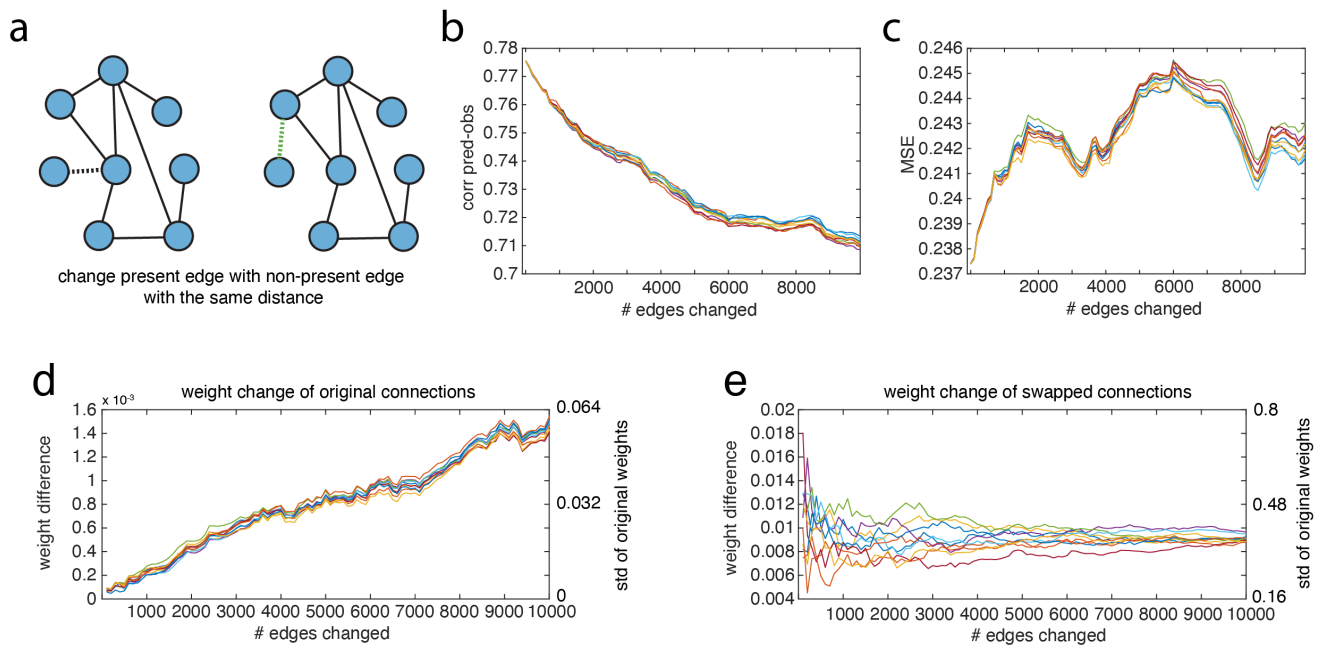 a
change present edge with non-present edge
with the same distance
b
0.78
0.77
0.76
0.75
0.74
0.73
0.72
0.71
0.7
corr pred-obs
2000 4000 6000 8000
# edges changed
c
0.246
0.245
0.244
0.243
0.242
0.241
0.24
0.239
0.238
0.237
MSE
2000 4000 6000 8000
# edges changed
d
weight change of original connections
x 10⁻³
1.6
1.4
1.2
1
0.8
0.6
0.4
0.2
0
weight difference
0.064
0.032
0
std of original weights
1000 2000 3000 4000 5000 6000 7000 8000 9000 10000
# edges changed
e
weight change of swapped connections
0.02
0.018
0.016
0.014
0.012
0.010
0.008
0.006
0.004
weight difference
0.8
0.48
0.16
std of original weights
1000 2000 3000 4000 5000 6000 7000 8000 9000 10000
# edges changed